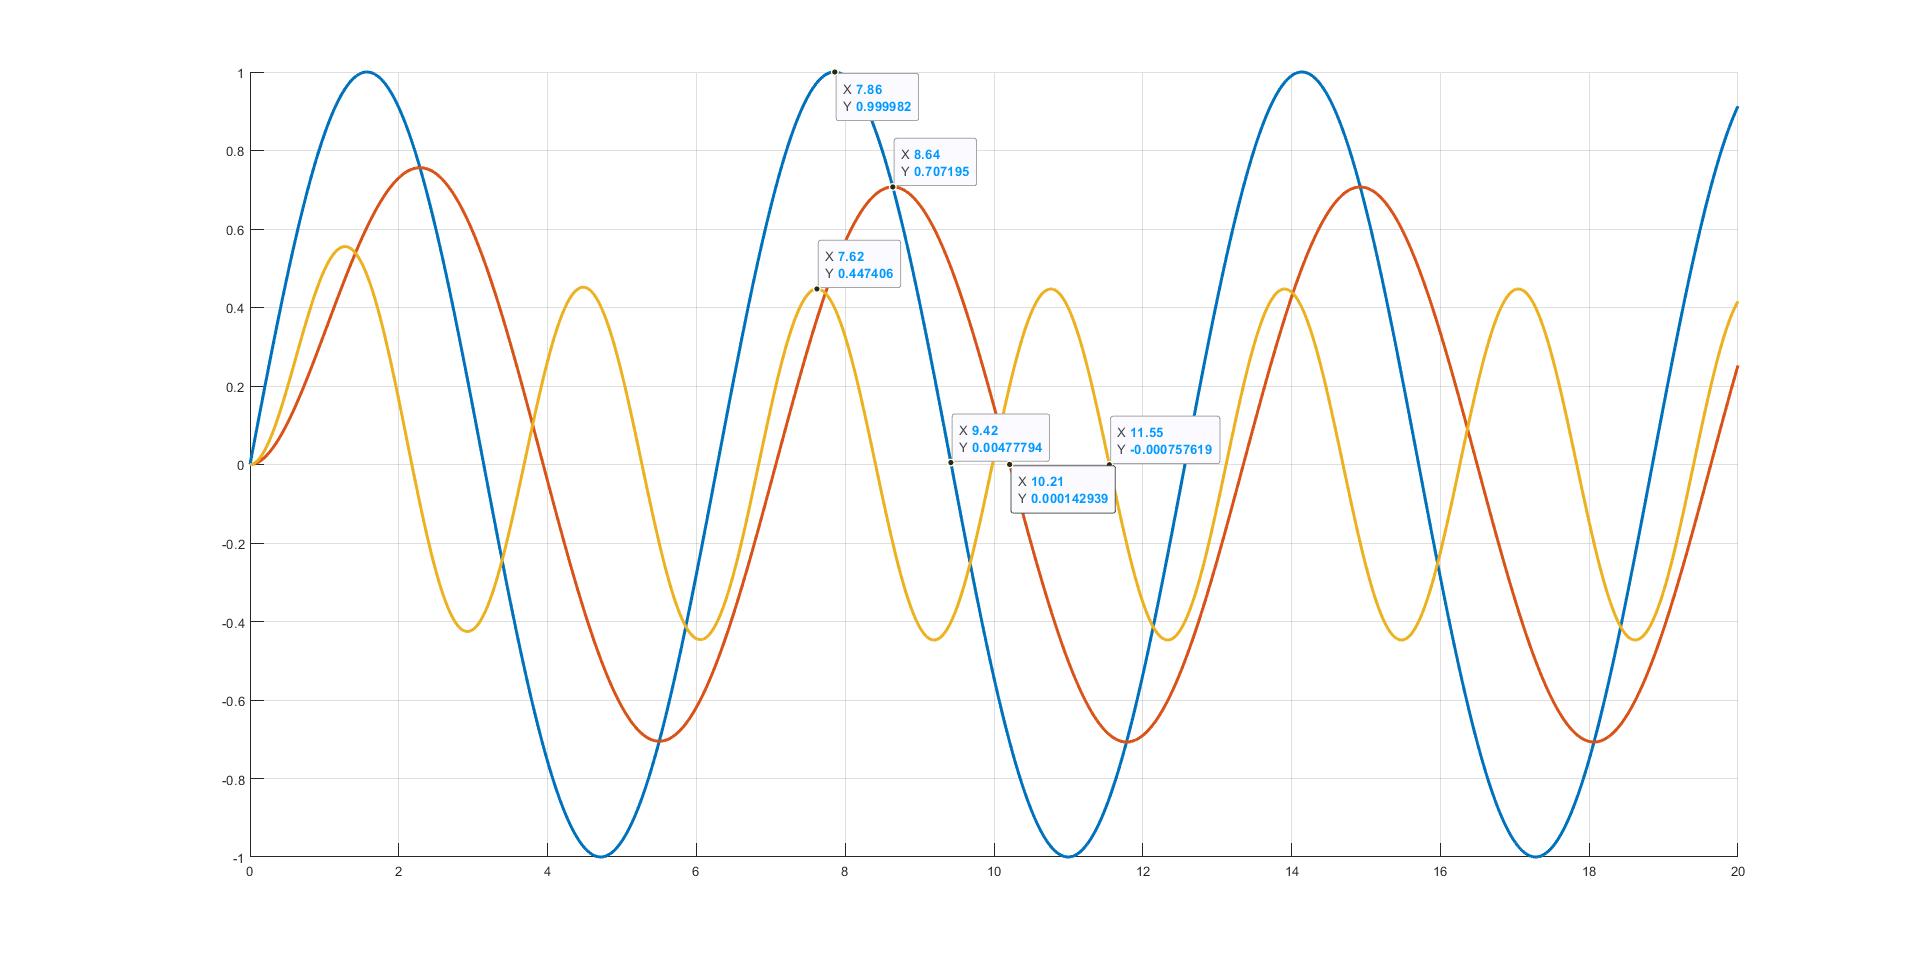 1
0.8
0.6
0.4
0.2
0
-0.2
-0.4
-0.6
-0.8
-1
X 7.86
Y 0.999982
X 8.64
Y 0.707195
X 7.62
Y 0.447406
X 9.42
Y 0.00477794
X 11.55
Y -0.000757619
X 10.21
Y 0.000142939
0 2 4 6 8 10 12 14 16 18 20